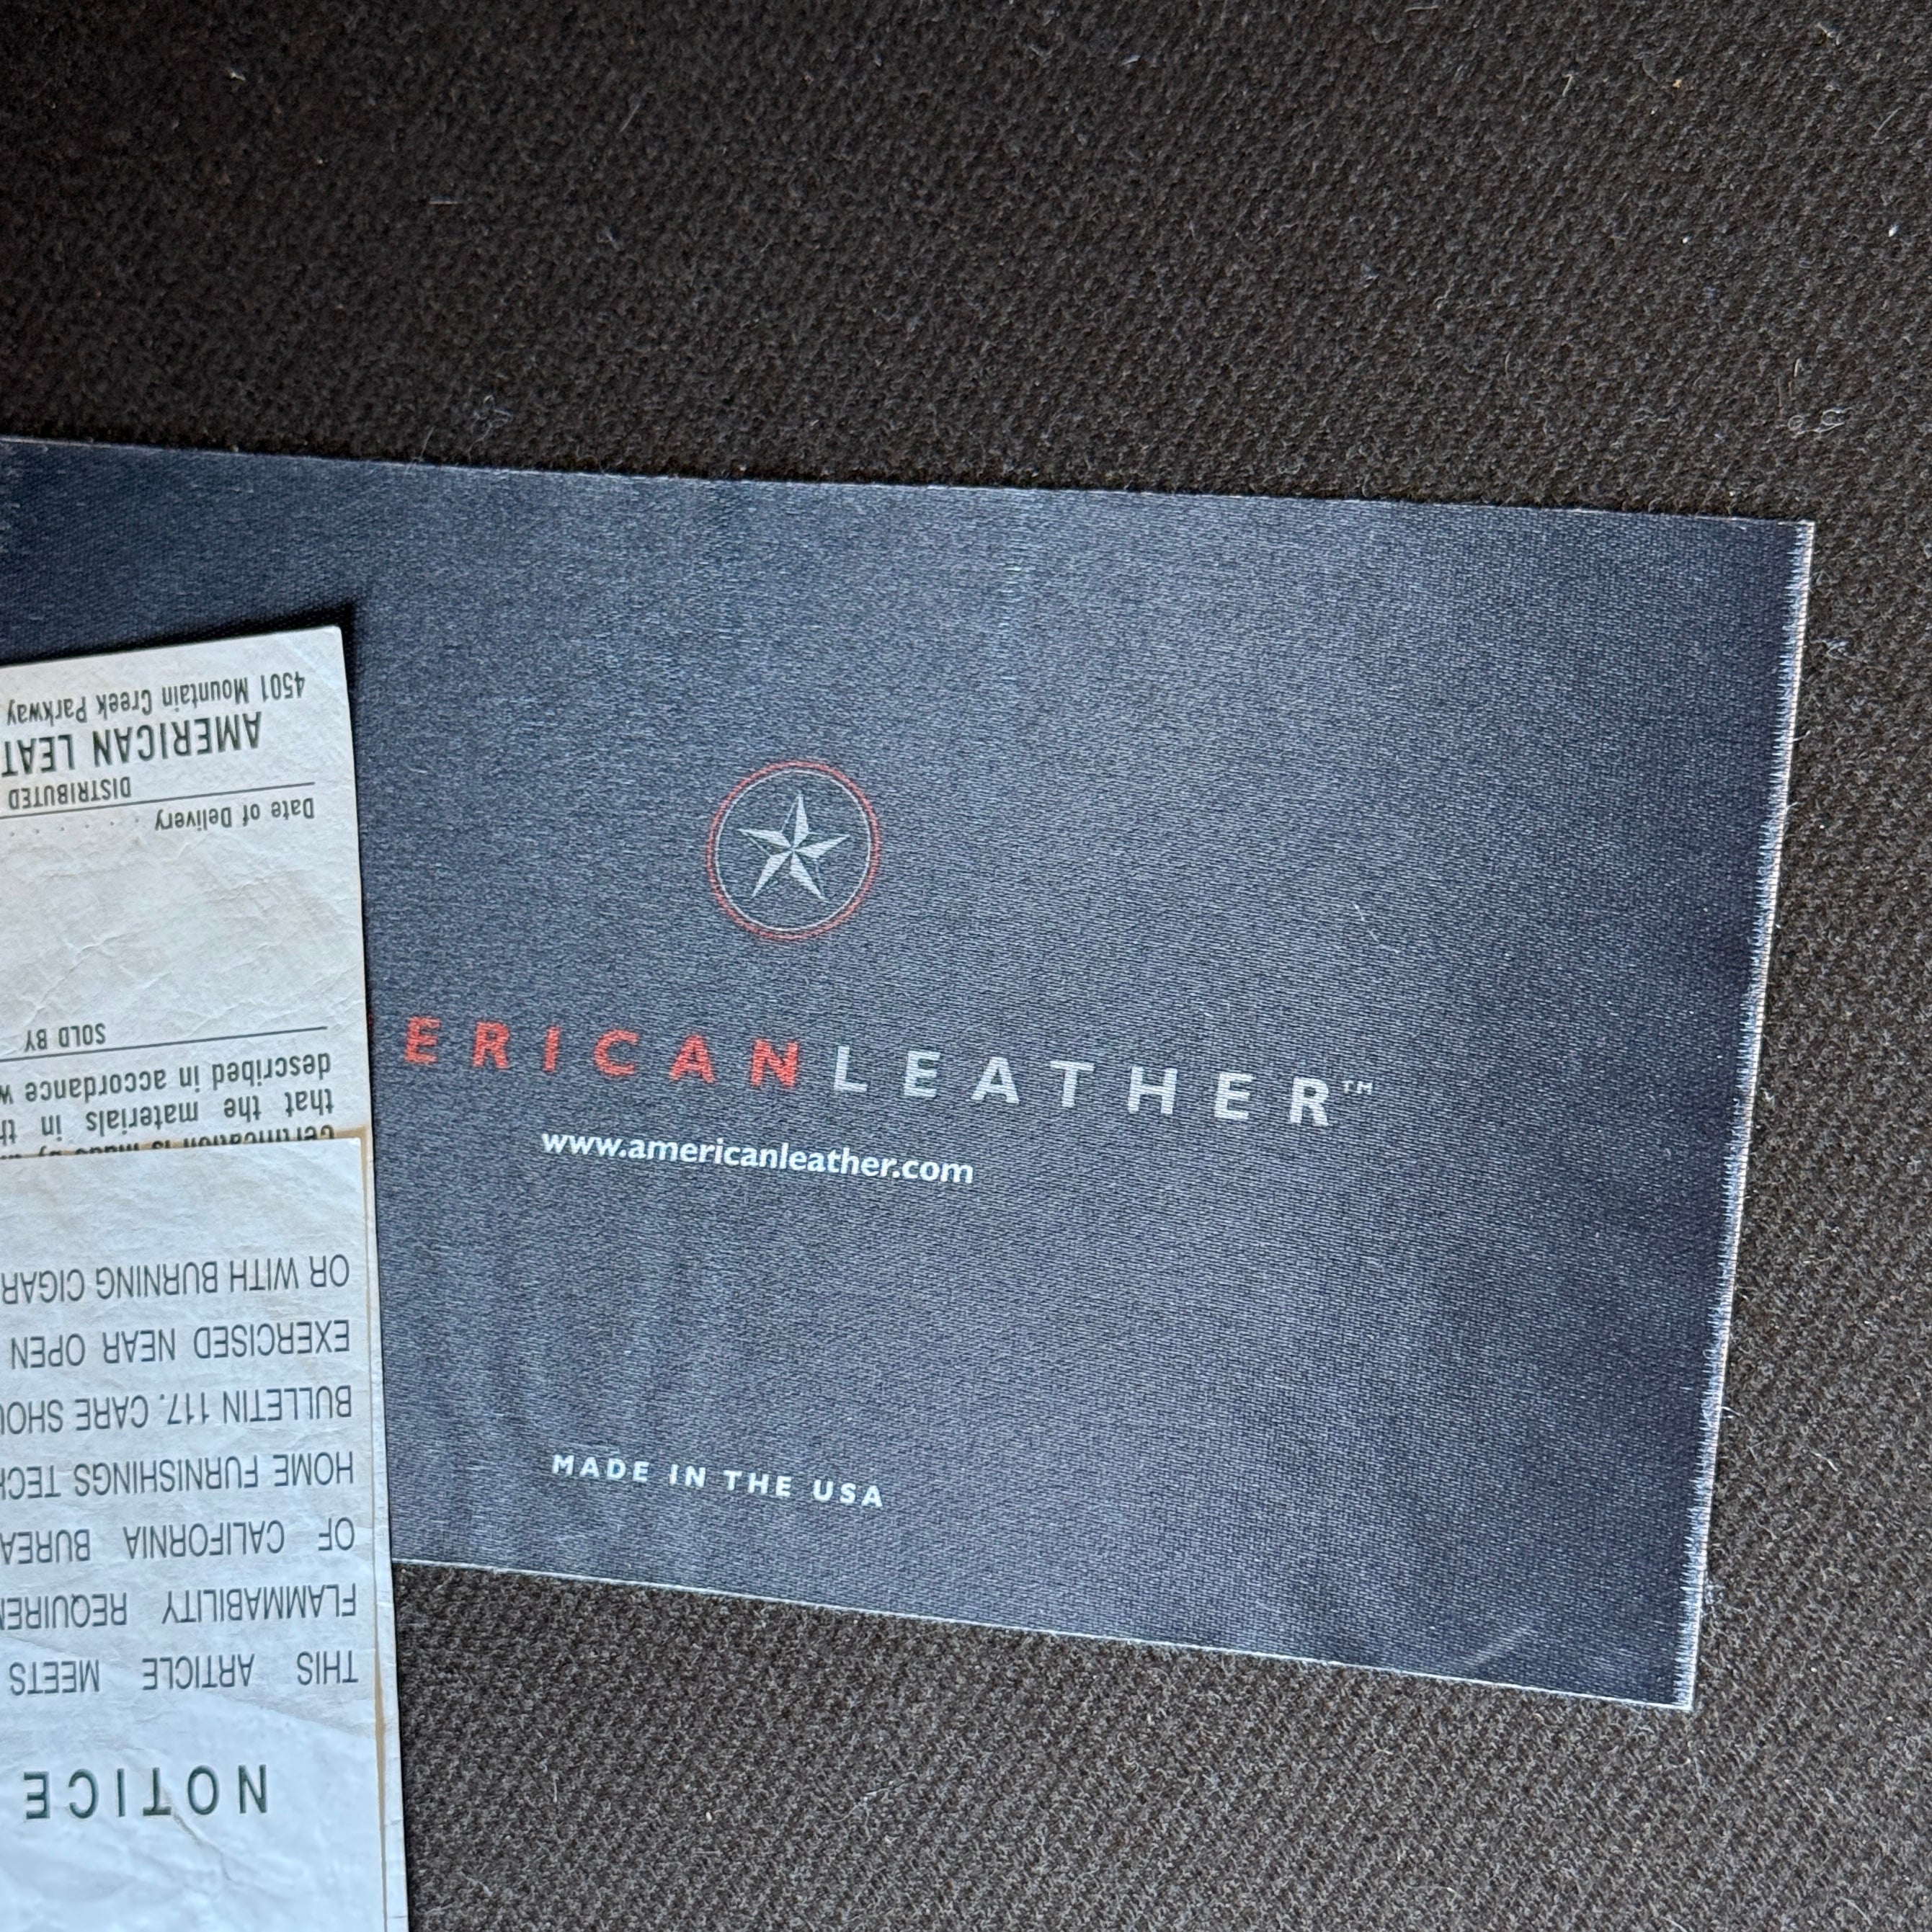 ERICANLEATHER™
www.americanleather.com
MADE IN THE USA
NOTICE
THIS ARTICLE MEETS
FLAMMABILITY REQUIREM
OF CALIFORNIA BUREA
HOME FURNISHINGS TECH
BULLETIN 117. CARE SHOU
EXERCISED NEAR OPEN
OR WITH BURNING CIGAR
that the materials in th
described in accordance w
SOLD BY
Date of Delivery
DISTRIBUTED
AMERICAN LEAT
4501 Mountain Creek Parkway